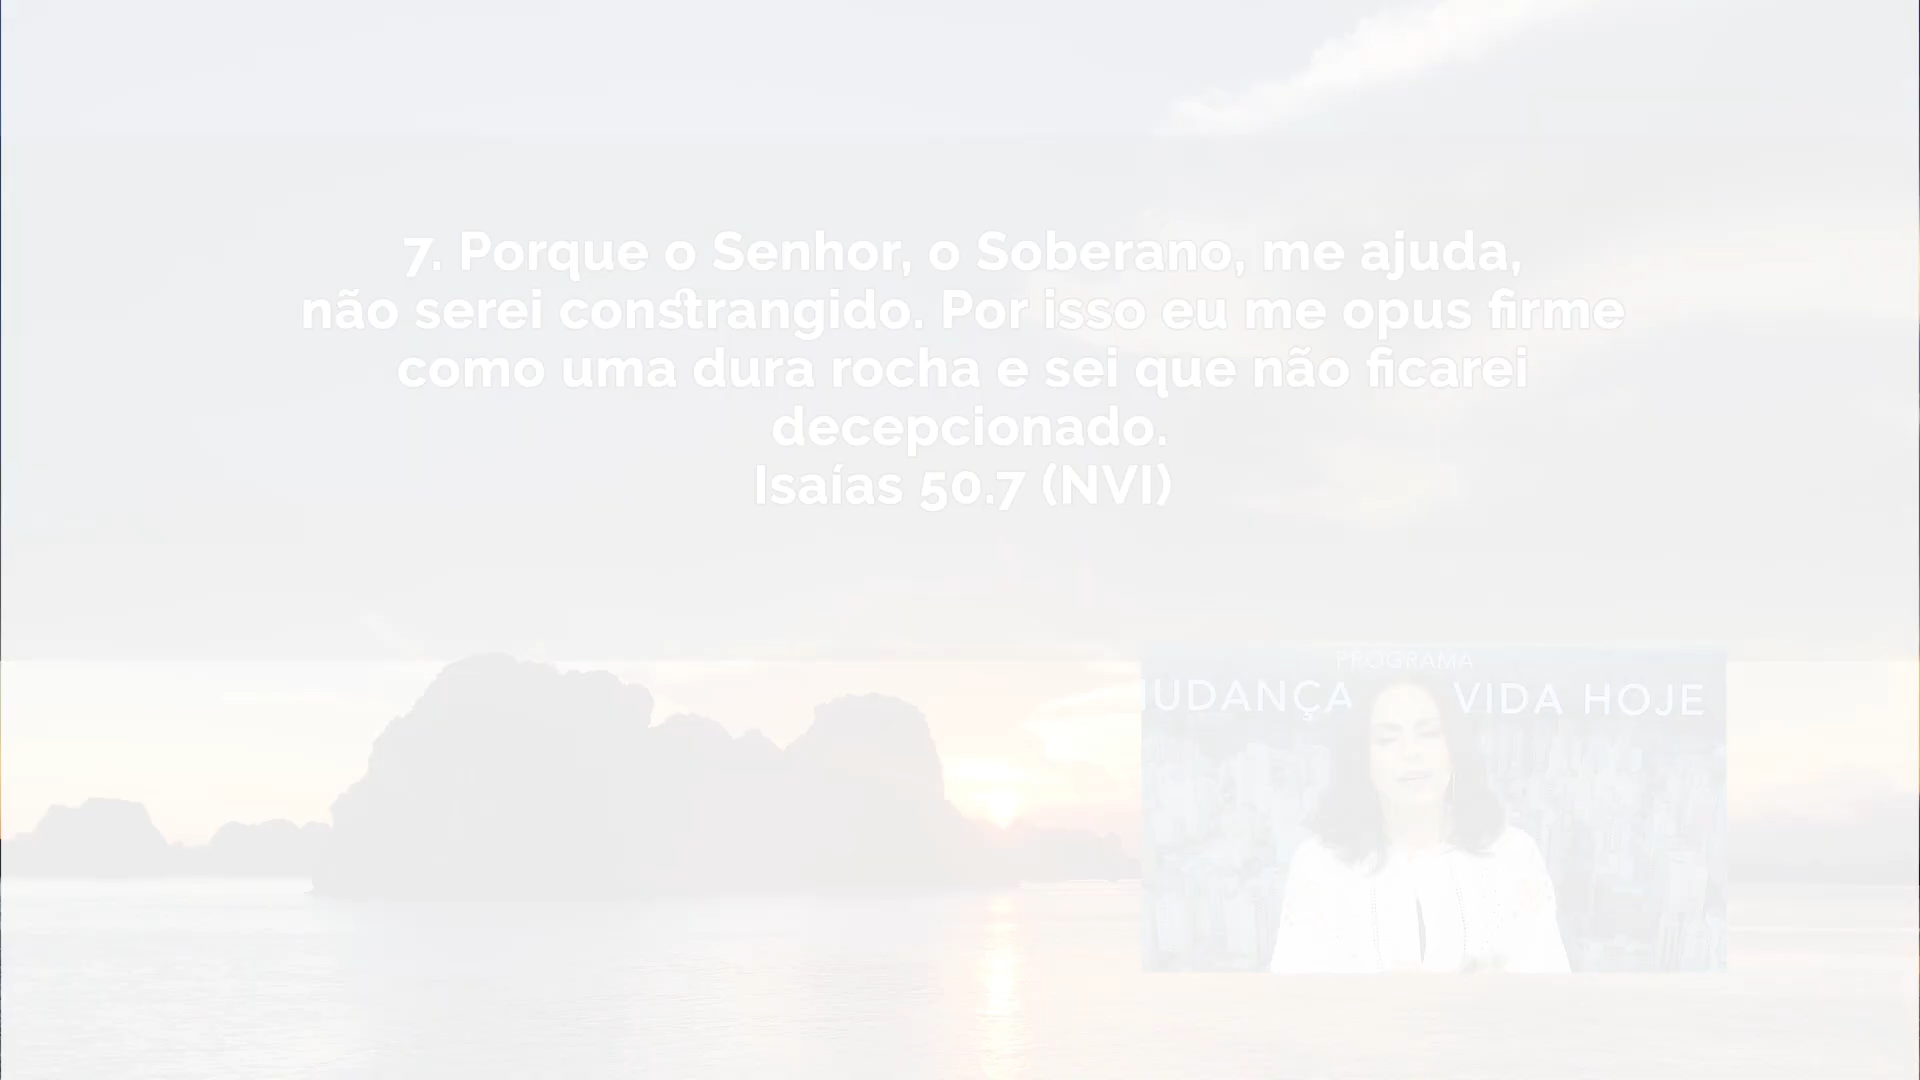 7. Porque o Senhor, o Soberano, me ajuda,
não serei constrangido. Por isso eu me opus firme
como uma dura rocha e sei que não ficarei
decepcionado.
Isaías 50.7 (NVI)
PROGRAMA
UDANÇA VIDA HOJE